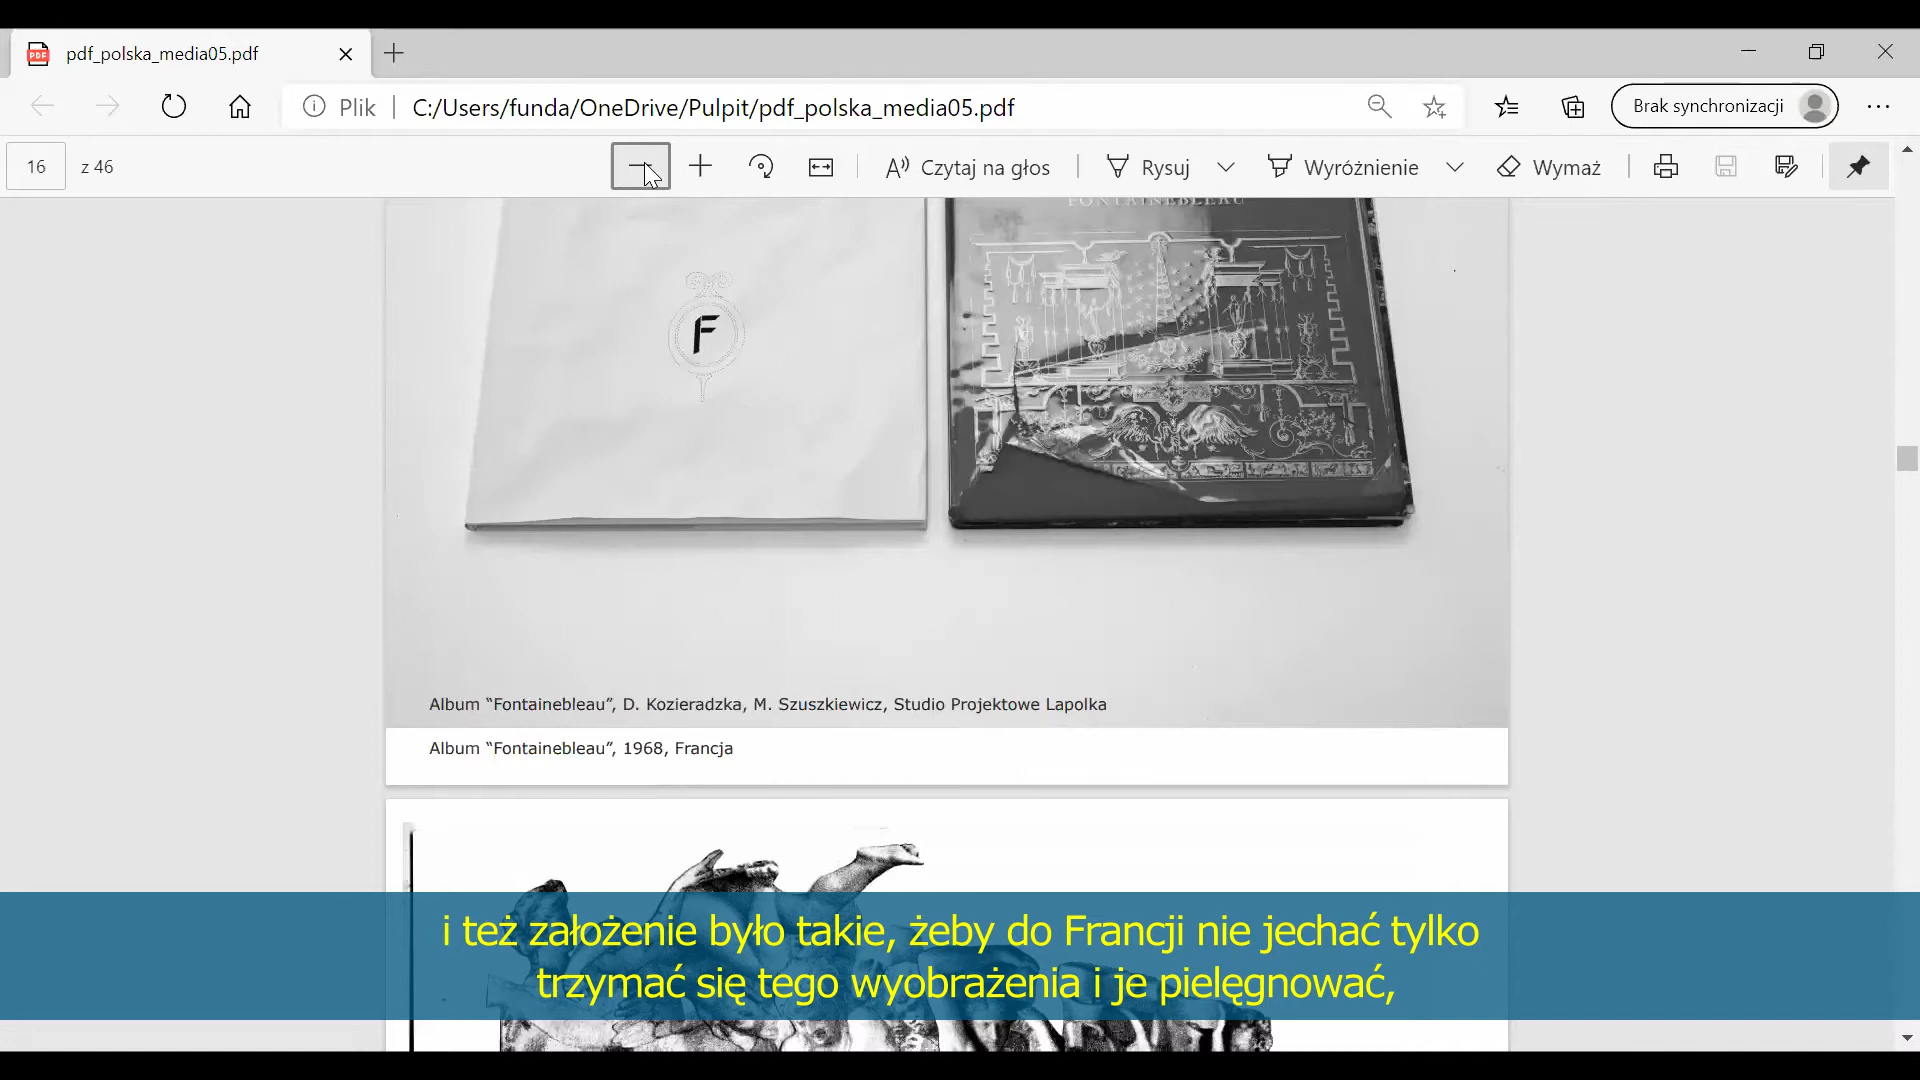 pdf_polska_media05.pdf
Plik
C:/Users/funda/OneDrive/Pulpit/pdf_polska_media05.pdf
Brak synchronizacji
16 z 46
Czytaj na głos
Rysuj
Wyróżnienie
Wymaż
FONTAINEBLEAU
F
Album “Fontainebleau”, D. Kozieradzka, M. Szuszkiewicz, Studio Projektowe Lapolka
Album “Fontainebleau”, 1968, Francja
i też założenie było takie, żeby do Francji nie jechać tylko
trzymać się tego wyobrażenia i je pielęgnować,